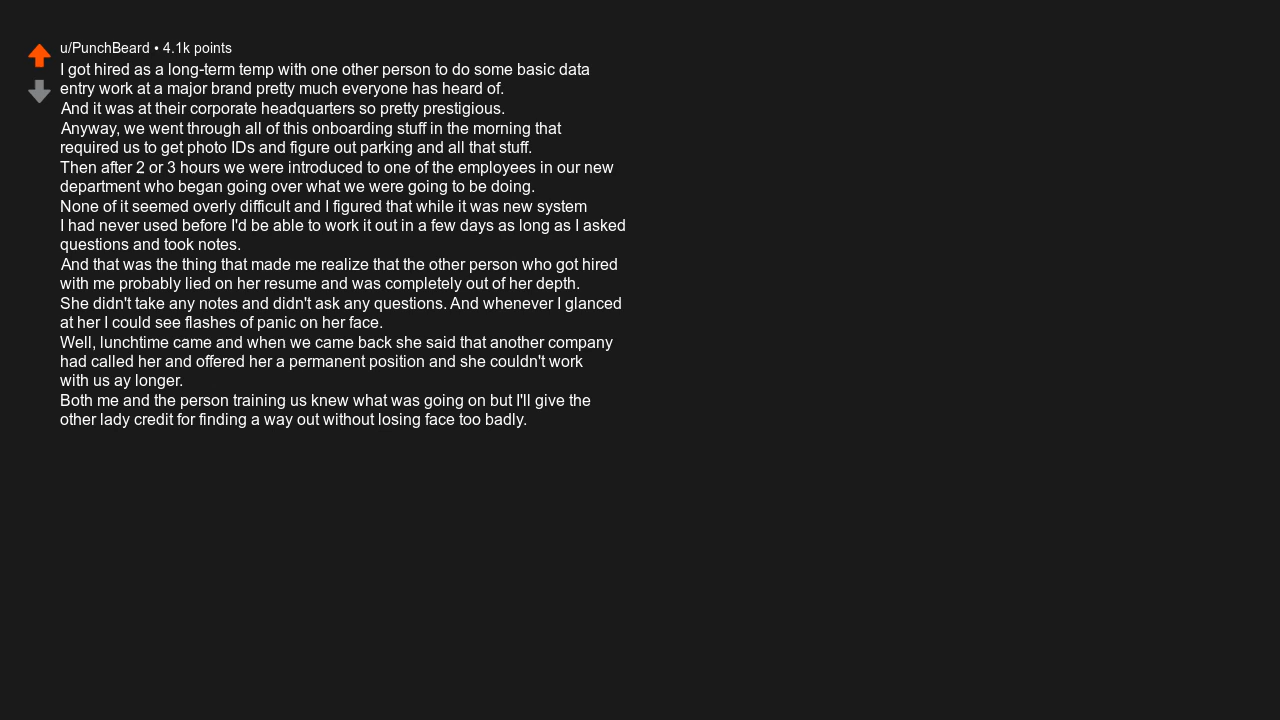 u/PunchBeard • 4.1k points
I got hired as a long-term temp with one other person to do some basic data
entry work at a major brand pretty much everyone has heard of.
And it was at their corporate headquarters so pretty prestigious.
Anyway, we went through all of this onboarding stuff in the morning that
required us to get photo IDs and figure out parking and all that stuff.
Then after 2 or 3 hours we were introduced to one of the employees in our new
department who began going over what we were going to be doing.
None of it seemed overly difficult and I figured that while it was new system
I had never used before I'd be able to work it out in a few days as long as I asked
questions and took notes.
And that was the thing that made me realize that the other person who got hired
with me probably lied on her resume and was completely out of her depth.
She didn't take any notes and didn't ask any questions. And whenever I glanced
at her I could see flashes of panic on her face.
Well, lunchtime came and when we came back she said that another company
had called her and offered her a permanent position and she couldn't work
with us ay longer.
Both me and the person training us knew what was going on but I'll give the
other lady credit for finding a way out without losing face too badly.